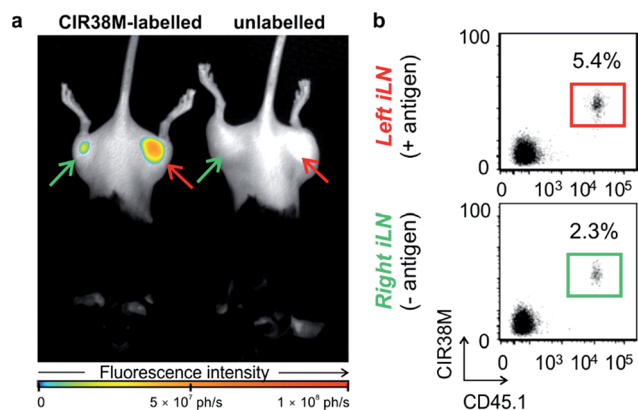 a
CIR38M-labelled unlabelled
Fluorescence intensity
0 5 × 10⁷ ph/s 1 × 10⁸ ph/s
b
Left iLN
(+ antigen)
100
5.4%
0
0 10³ 10⁴ 10⁵
Right iLN
(- antigen)
100
2.3%
0
0 10³ 10⁴ 10⁵
CIR38M
CD45.1